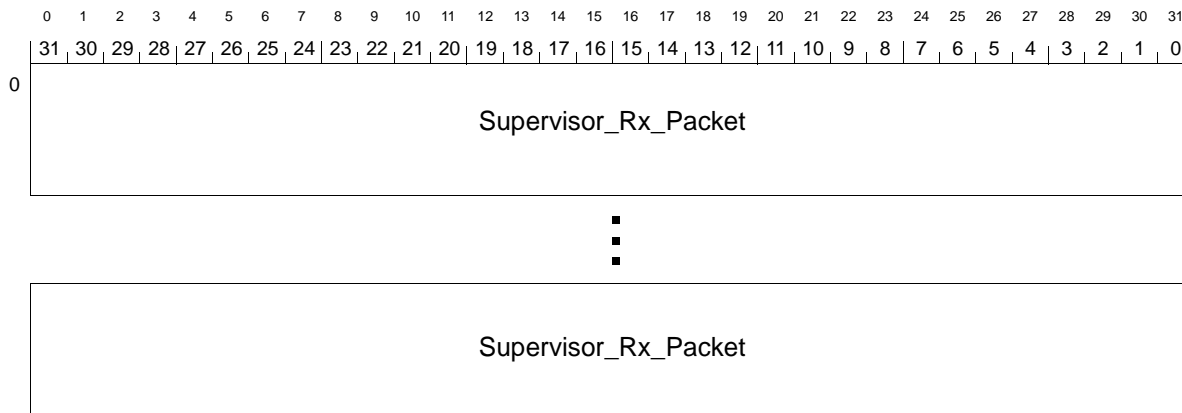 0 1 2 3 4 5 6 7 8 9 10 11 12 13 14 15 16 17 18 19 20 21 22 23 24 25 26 27 28 29 30 31
31 30 29 28 27 26 25 24 23 22 21 20 19 18 17 16 15 14 13 12 11 10 9 8 7 6 5 4 3 2 1 0
0
Supervisor_Rx_Packet
Supervisor_Rx_Packet